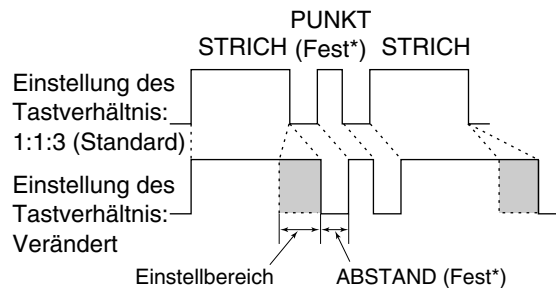 PUNKT
STRICH (Fest*) STRICH
Einstellung des
Tastverhältnis:
1:1:3 (Standard)
Einstellung des
Tastverhältnis:
Verändert
Einstellbereich ABSTAND (Fest*)